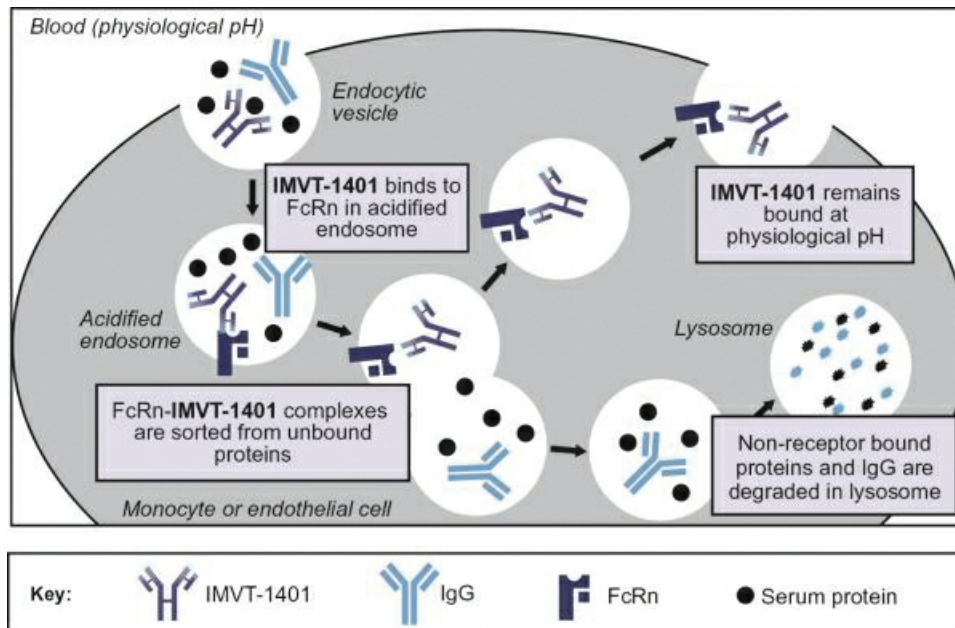 Blood (physiological pH)
Endocytic
vesicle
IMVT-1401 binds to
FcRn in acidified
endosome
IMVT-1401 remains
bound at
physiological pH
Acidified
endosome
Lysosome
FcRn-IMVT-1401 complexes
are sorted from unbound
proteins
Non-receptor bound
proteins and IgG are
degraded in lysosome
Monocyte or endothelial cell
Key: IMVT-1401 IgG FcRn Serum protein